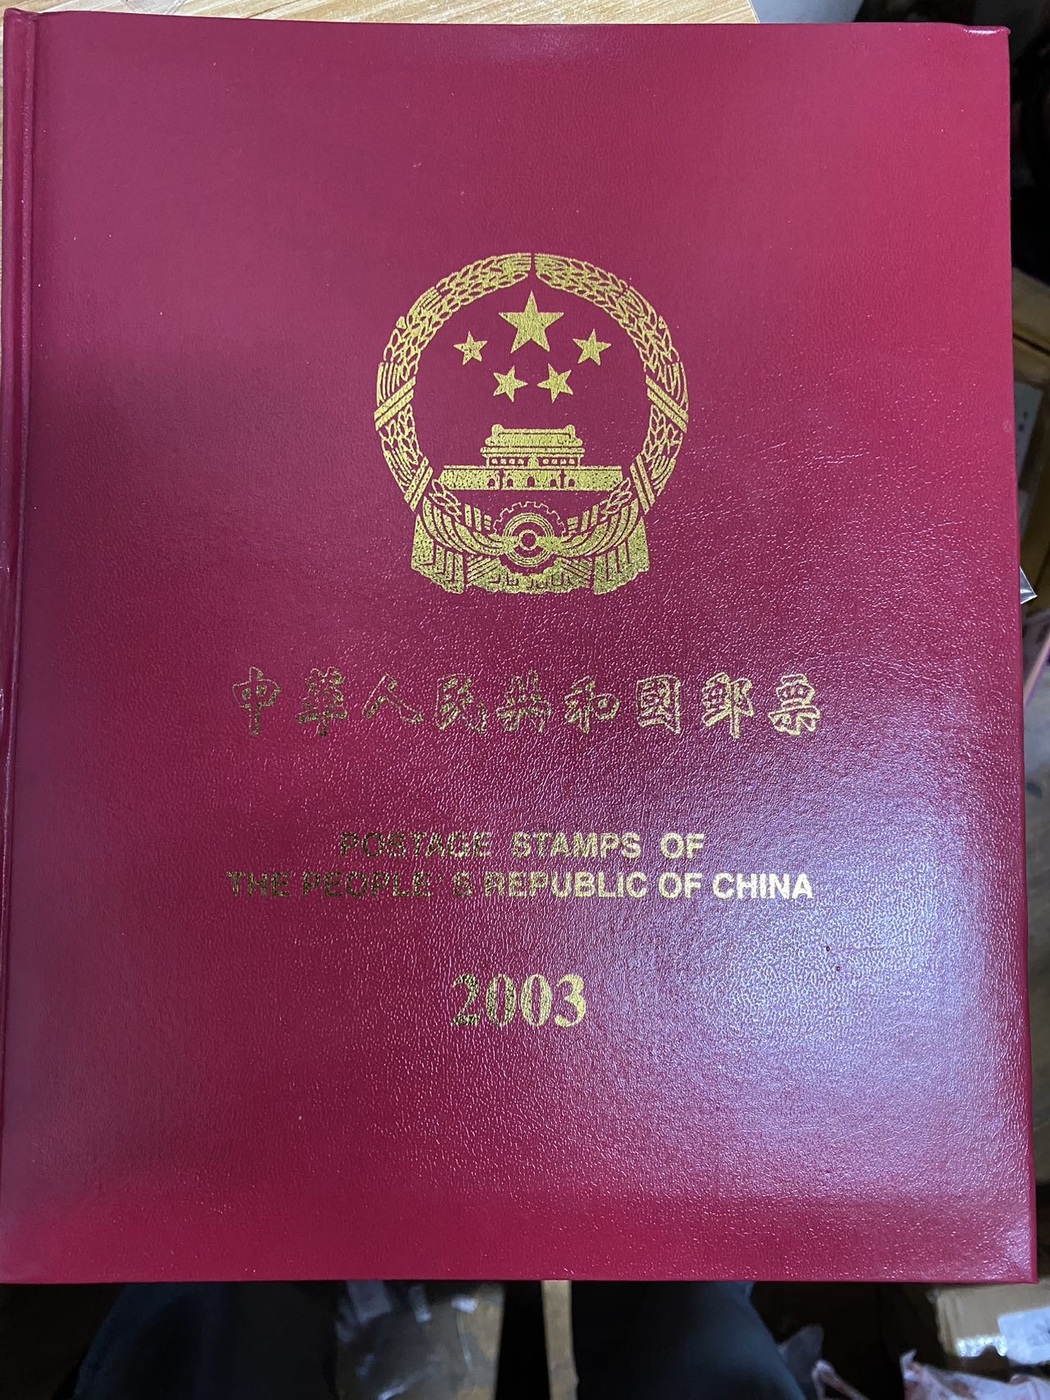 中華人民共和國郵票
POSTAGE STAMPS OF
THE PEOPLE'S REPUBLIC OF CHINA
2003